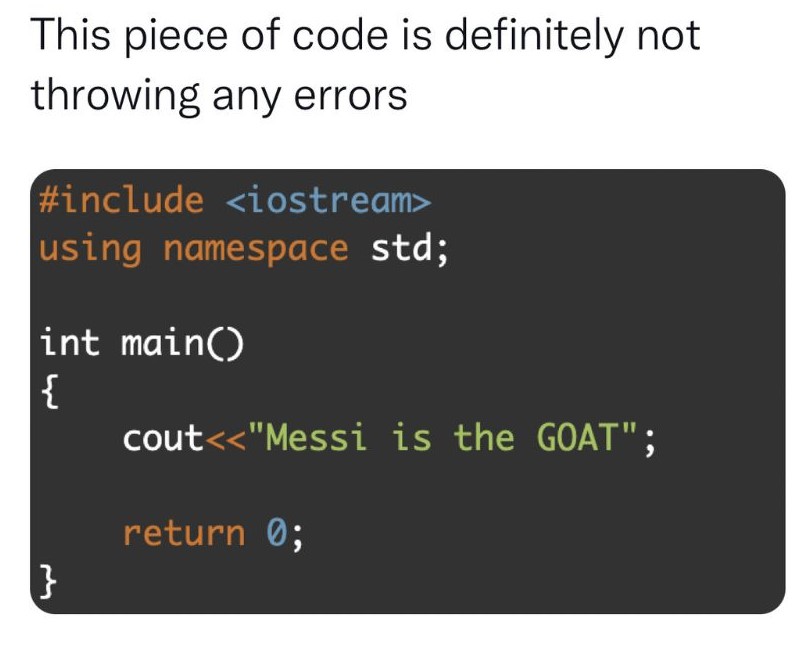 This piece of code is definitely not
throwing any errors
#include <iostream>
using namespace std;
int main()
{
cout<<"Messi is the GOAT";
return 0;
}